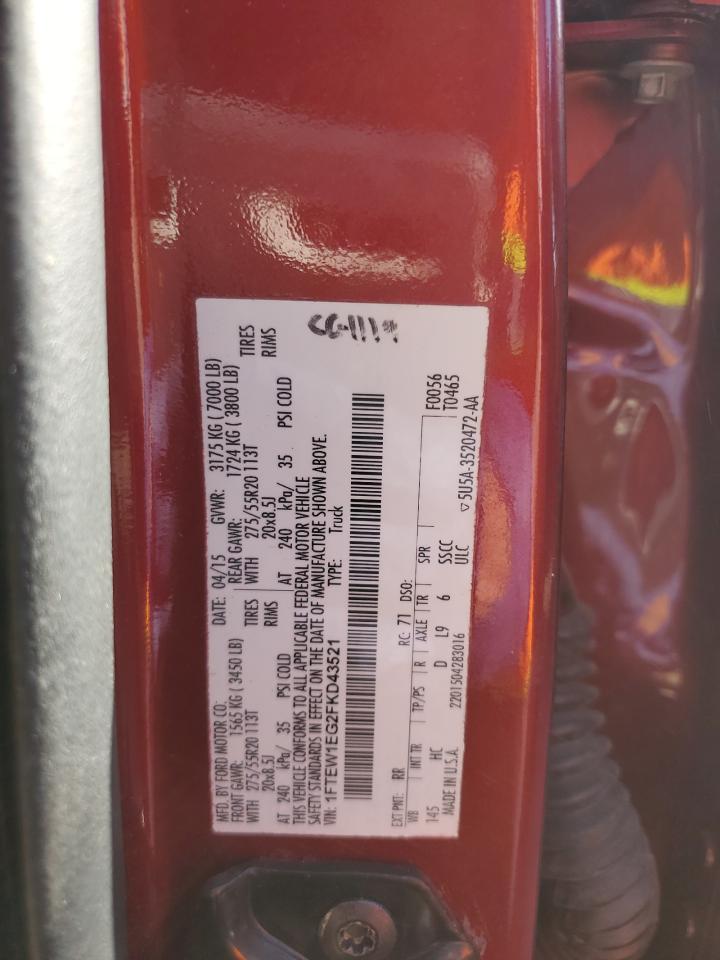 MFD. BY FORD MOTOR CO. DATE: 04/15 GVWR: 3175 KG ( 7000 LB)
FRONT GAWR: 1565 KG ( 3450 LB) REAR GAWR: 1724 KG ( 3800 LB)
WITH 275/55R20 113T TIRES WITH 275/55R20 113T TIRES
20x8.5J RIMS 20x8.5J RIMS
AT 240 kPa/ 35 PSI COLD AT 240 kPa/ 35 PSI COLD
THIS VEHICLE CONFORMS TO ALL APPLICABLE FEDERAL MOTOR VEHICLE
SAFETY STANDARDS IN EFFECT ON THE DATE OF MANUFACTURE SHOWN ABOVE.
VIN: 1FTEW1EG2FKD43521 TYPE: Truck
EXT PNT: RR RC: 71 DSO:
WB INT TR TP/PS R AXLE TR SPR F0056
145 HC D L9 6 SSCC T0465
MADE IN U.S.A. 2201504283016 ULC ▽5U5A-3520472-AA